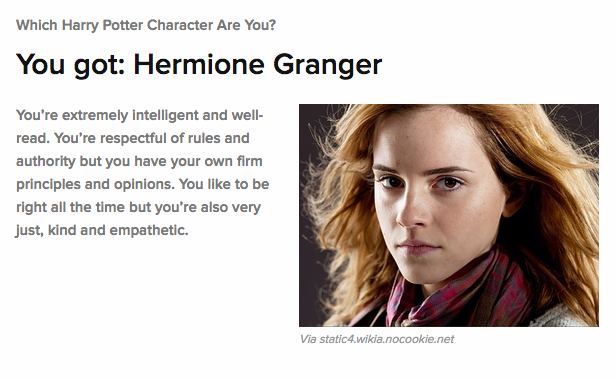 Which Harry Potter Character Are You?
You got: Hermione Granger
You’re extremely intelligent and well-
read. You’re respectful of rules and
authority but you have your own firm
principles and opinions. You like to be
right all the time but you’re also very
just, kind and empathetic.
Via static4.wikia.nocookie.net